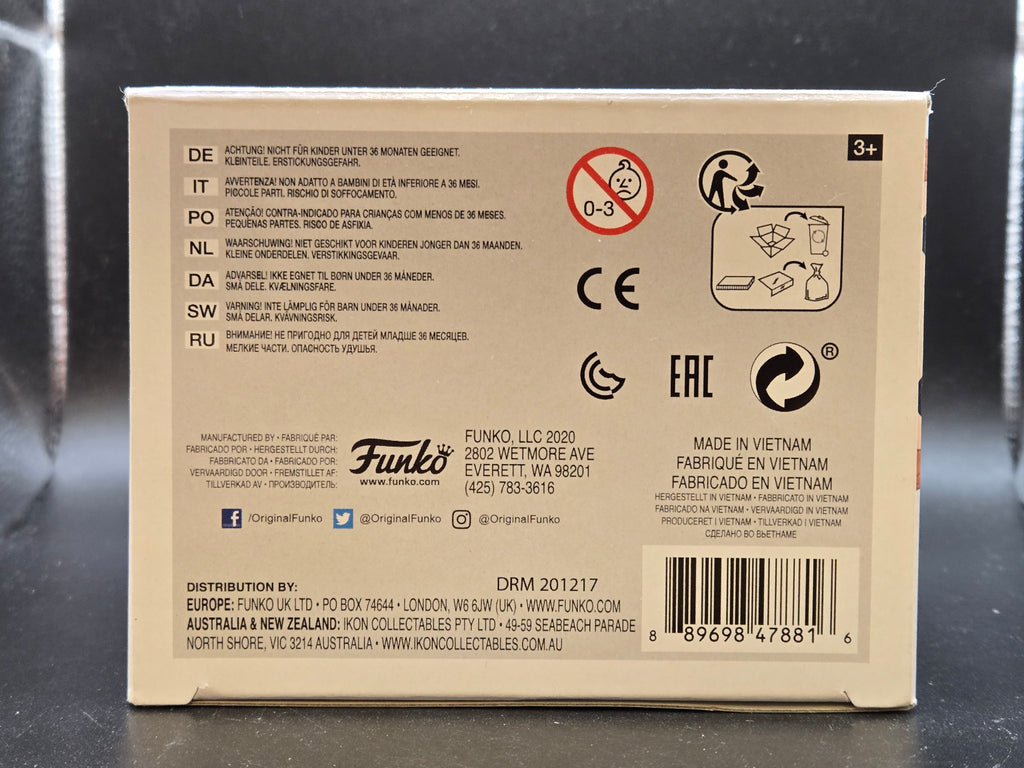 DE ACHTUNG! NICHT FÜR KINDER UNTER 36 MONATEN GEEIGNET.
KLEINTEILE. ERSTICKUNGSGEFAHR.
IT AVVERTENZA! NON ADATTO A BAMBINI DI ETÀ INFERIORE A 36 MESI.
PICCOLE PARTI. RISCHIO DI SOFFOCAMENTO.
PO ATENÇÃO! CONTRA-INDICADO PARA CRIANÇAS COM MENOS DE 36 MESES.
PEQUENAS PARTES. RISCO DE ASFIXIA.
NL WAARSCHUWING! NIET GESCHIKT VOOR KINDEREN JONGER DAN 36 MAANDEN.
KLEINE ONDERDELEN. VERSTIKKINGSGEVAAR.
DA ADVARSEL! IKKE EGNET TIL BØRN UNDER 36 MÅNEDER.
SMÅ DELE. KVÆLNINGSFARE.
SW VARNING! INTE LÄMPLIG FÖR BARN UNDER 36 MÅNADER.
SMÅ DELAR. KVÄVNINGSRISK.
RU ВНИМАНИЕ! НЕ ПРИГОДНО ДЛЯ ДЕТЕЙ МЛАДШЕ 36 МЕСЯЦЕВ.
МЕЛКИЕ ЧАСТИ. ОПАСНОСТЬ УДУШЬЯ.
0-3
3+
CE
EAC
®
MANUFACTURED BY • FABRIQUÉ PAR:
FABRICADO POR • HERGESTELLT DURCH:
FABBRICATO DA • FABRICADO POR:
VERVAARDIGD DOOR • FREMSTILLET AF:
TILLVERKAD AV • ПРОИЗВОДИТЕЛЬ:
Funko
www.funko.com
FUNKO, LLC 2020
2802 WETMORE AVE
EVERETT, WA 98201
(425) 783-3616
/OriginalFunko @OriginalFunko @OriginalFunko
MADE IN VIETNAM
FABRIQUÉ EN VIETNAM
FABRICADO EN VIETNAM
HERGESTELLT IN VIETNAM • FABBRICATO IN VIETNAM
FABRICADO NA VIETNAM • VERVAARDIGD IN VIETNAM
PRODUCERET I VIETNAM • TILLVERKAD I VIETNAM
СДЕЛАНО ВО ВЬЕТНАМЕ
DRM 201217
DISTRIBUTION BY:
EUROPE: FUNKO UK LTD • PO BOX 74644 • LONDON, W6 6JW (UK) • WWW.FUNKO.COM
AUSTRALIA & NEW ZEALAND: IKON COLLECTABLES PTY LTD • 49-59 SEABEACH PARADE
NORTH SHORE, VIC 3214 AUSTRALIA • WWW.IKONCOLLECTABLES.COM.AU
8 89698 47881 6